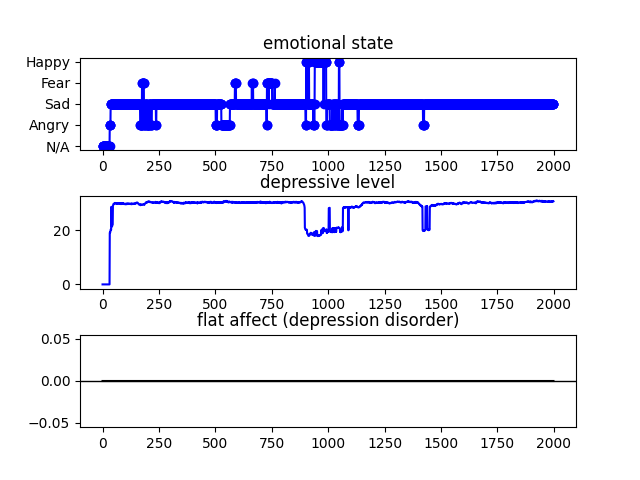 emotional state
Happy
Fear
Sad
Angry
N/A
0 250 500 750 1000 1250 1500 1750 2000
depressive level
20
0
0 250 500 750 1000 1250 1500 1750 2000
flat affect (depression disorder)
0.05
0.00
−0.05
0 250 500 750 1000 1250 1500 1750 2000